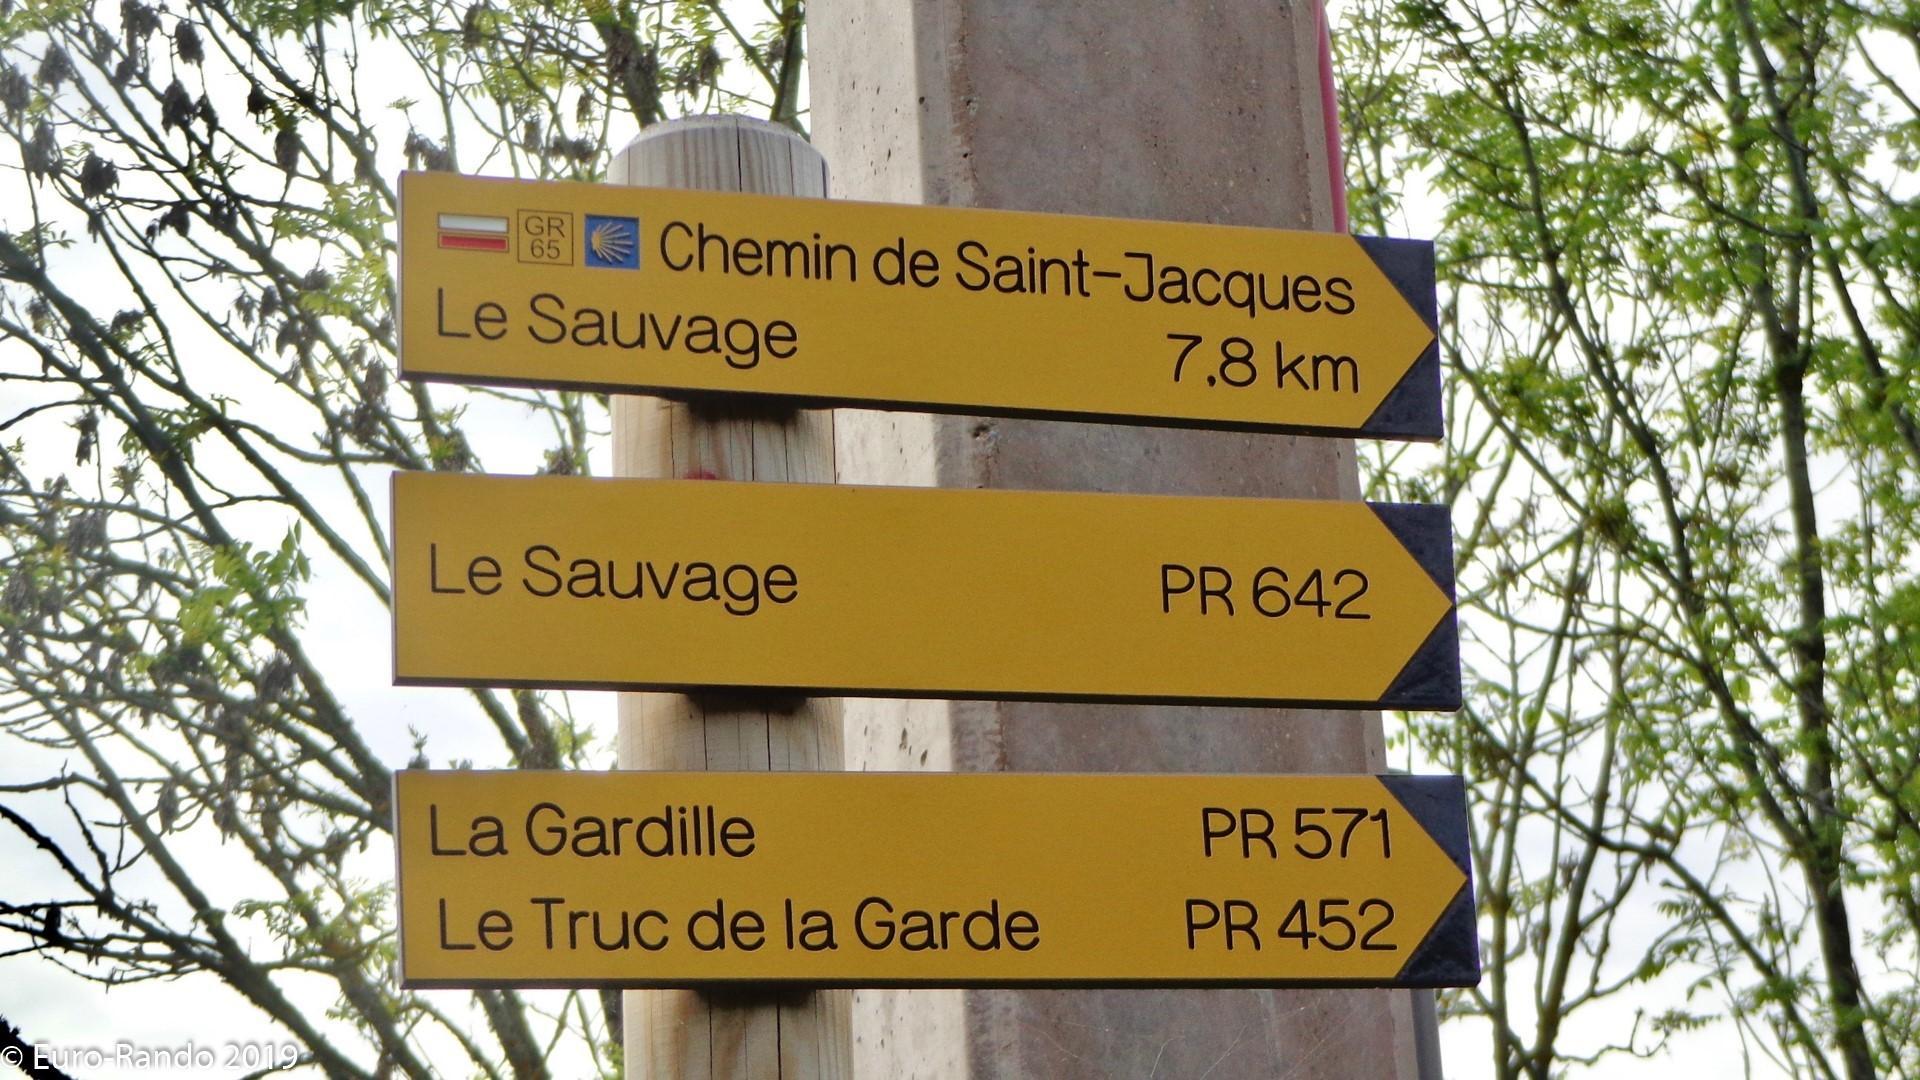 GR
65
Chemin de Saint-Jacques
Le Sauvage 7,8 km
Le Sauvage PR 642
La Gardille PR 571
Le Truc de la Garde PR 452
© Euro-Rando 2019